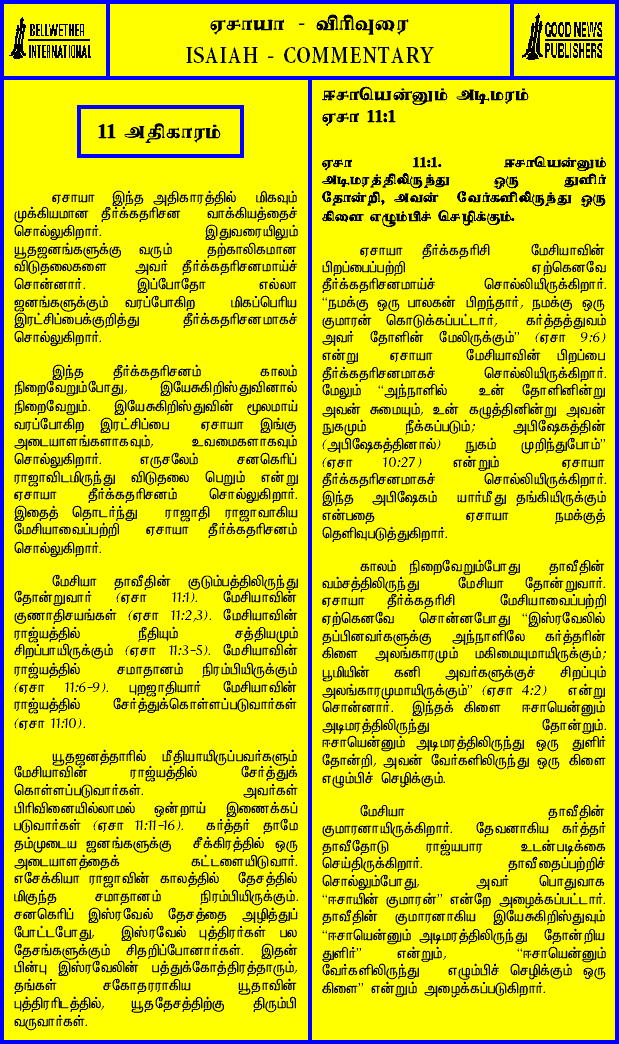 BELLWETHER
INTERNATIONAL
ஏசாயா - விரிவுரை
ISAIAH - COMMENTARY
GOOD NEWS
PUBLISHERS
11 அதிகாரம்
ஏசாயா இந்த அதிகாரத்தில் மிகவும்
முக்கியமான தீர்க்கதரிசன வாக்கியத்தைச்
சொல்லுகிறார். இதுவரையிலும்
யூதஜனங்களுக்கு வரும் தற்காலிகமான
விடுதலைகளை அவர் தீர்க்கதரிசனமாய்ச்
சொன்னார். இப்போதோ எல்லா
ஜனங்களுக்கும் வரப்போகிற மிகப்பெரிய
இரட்சிப்பைக்குறித்து தீர்க்கதரிசனமாகச்
சொல்லுகிறார்.
இந்த தீர்க்கதரிசனம் காலம்
நிறைவேறும்போது, இயேசுகிறிஸ்துவினால்
நிறைவேறும். இயேசுகிறிஸ்துவின் மூலமாய்
வரப்போகிற இரட்சிப்பை ஏசாயா இங்கு
அடையாளங்களாகவும், உவமைகளாகவும்
சொல்லுகிறார். எருசலேம் சனகெரிப்
ராஜாவிடமிருந்து விடுதலை பெறும் என்று
ஏசாயா தீர்க்கதரிசனம் சொல்லுகிறார்.
இதைத் தொடர்ந்து ராஜாதி ராஜாவாகிய
மேசியாவைப்பற்றி ஏசாயா தீர்க்கதரிசனம்
சொல்லுகிறார்.
மேசியா தாவீதின் குடும்பத்திலிருந்து
தோன்றுவார் (ஏசா 11:1). மேசியாவின்
குணாதிசயங்கள் (ஏசா 11:2,3). மேசியாவின்
ராஜ்யத்தில் நீதியும் சத்தியமும்
சிறப்பாயிருக்கும் (ஏசா 11:3-5). மேசியாவின்
ராஜ்யத்தில் சமாதானம் நிரம்பியிருக்கும்
(ஏசா 11:6-9). புறஜாதியார் மேசியாவின்
ராஜ்யத்தில் சேர்த்துக்கொள்ளப்படுவார்கள்
(ஏசா 11:10).
யூதஜனத்தாரில் மீதியாயிருப்பவர்களும்
மேசியாவின் ராஜ்யத்தில் சேர்த்துக்
கொள்ளப்படுவார்கள். அவர்கள்
பிரிவினையில்லாமல் ஒன்றாய் இணைக்கப்
படுவார்கள் (ஏசா 11:11-16). கர்த்தர் தாமே
தம்முடைய ஜனங்களுக்கு சீக்கிரத்தில் ஒரு
அடையாளத்தைக் கட்டளையிடுவார்.
எசேக்கியா ராஜாவின் காலத்தில் தேசத்தில்
மிகுந்த சமாதானம் நிரம்பியிருக்கும்.
சனகெரிப் இஸ்ரவேல் தேசத்தை அழித்துப்
போட்டபோது, இஸ்ரவேல் புத்திரர்கள் பல
தேசங்களுக்கும் சிதறிப்போனார்கள். இதன்
பின்பு இஸ்ரவேலின் பத்துக்கோத்திரத்தாரும்,
தங்கள் சகோதரராகிய யூதாவின்
புத்திரரிடத்தில், யூததேசத்திற்கு திரும்பி
வருவார்கள்.
ஈசாயென்னும் அடிமரம்
ஏசா 11:1
ஏசா 11:1. ஈசாயென்னும்
அடிமரத்திலிருந்து ஒரு துளிர்
தோன்றி, அவன் வேர்களிலிருந்து ஒரு
கிளை எழும்பிச் செழிக்கும்.
ஏசாயா தீர்க்கதரிசி மேசியாவின்
பிறப்பைப்பற்றி ஏற்கெனவே
தீர்க்கதரிசனமாய்ச் சொல்லியிருக்கிறார்.
“நமக்கு ஒரு பாலகன் பிறந்தார், நமக்கு ஒரு
குமாரன் கொடுக்கப்பட்டார், கர்த்தத்துவம்
அவர் தோளின் மேலிருக்கும்” (ஏசா 9:6)
என்று ஏசாயா மேசியாவின் பிறப்பை
தீர்க்கதரிசனமாகச் சொல்லியிருக்கிறார்.
மேலும் “அந்நாளில் உன் தோளினின்று
அவன் சுமையும், உன் கழுத்தினின்று அவன்
நுகமும் நீக்கப்படும்; அபிஷேகத்தின்
(அபிஷேகத்தினால்) நுகம் முறிந்துபோம்”
(ஏசா 10:27) என்றும் ஏசாயா
தீர்க்கதரிசனமாகச் சொல்லியிருக்கிறார்.
இந்த அபிஷேகம் யார்மீது தங்கியிருக்கும்
என்பதை ஏசாயா நமக்குத்
தெளிவுபடுத்துகிறார்.
காலம் நிறைவேறும்போது தாவீதின்
வம்சத்திலிருந்து மேசியா தோன்றுவார்.
ஏசாயா தீர்க்கதரிசி மேசியாவைப்பற்றி
ஏற்கெனவே சொன்னபோது “இஸ்ரவேலில்
தப்பினவர்களுக்கு அந்நாளிலே கர்த்தரின்
கிளை அலங்காரமும் மகிமையுமாயிருக்கும்;
பூமியின் கனி அவர்களுக்குச் சிறப்பும்
அலங்காரமுமாயிருக்கும்” (ஏசா 4:2) என்று
சொன்னார். இந்தக் கிளை ஈசாயென்னும்
அடிமரத்திலிருந்து தோன்றும்.
ஈசாயென்னும் அடிமரத்திலிருந்து ஒரு துளிர்
தோன்றி, அவன் வேர்களிலிருந்து ஒரு கிளை
எழும்பிச் செழிக்கும்.
மேசியா தாவீதின்
குமாரனாயிருக்கிறார். தேவனாகிய கர்த்தர்
தாவீதோடு ராஜ்யபார உடன்படிக்கை
செய்திருக்கிறார். தாவீதைப்பற்றிச்
சொல்லும்போது, அவர் பொதுவாக
“ஈசாயின் குமாரன்” என்றே அழைக்கப்பட்டார்.
தாவீதின் குமாரனாகிய இயேசுகிறிஸ்துவும்
“ஈசாயென்னும் அடிமரத்திலிருந்து தோன்றிய
துளிர்” என்றும், “ஈசாயென்னும்
வேர்களிலிருந்து எழும்பிச் செழிக்கும் ஒரு
கிளை” என்றும் அழைக்கப்படுகிறார்.